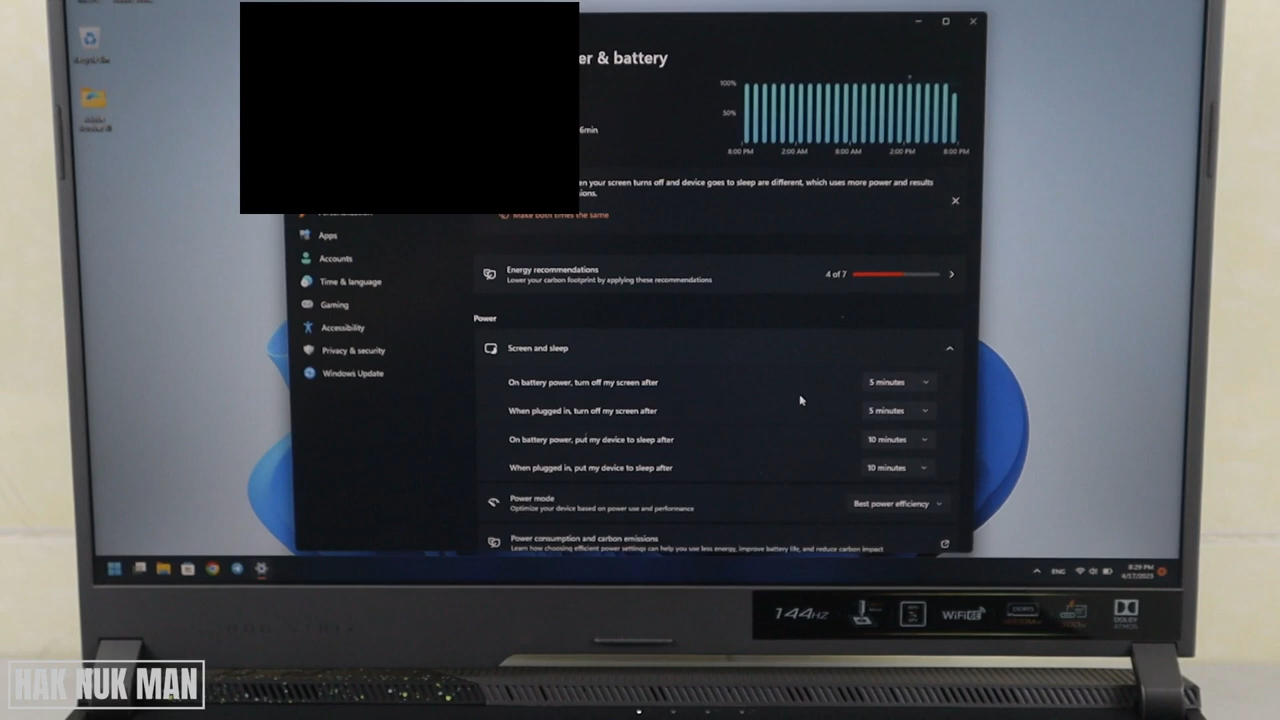 er & battery
100%
50%
6min
8:00 PM 2:00 AM 8:00 AM 2:00 PM 8:00 PM
en your screen turns off and device goes to sleep are different, which uses more power and results
ions.
Make both times the same
Apps
Accounts
Time & language
Gaming
Accessibility
Privacy & security
Windows Update
Energy recommendations
Lower your carbon footprint by applying these recommendations
4 of 7
Power
Screen and sleep
On battery power, turn off my screen after 5 minutes
When plugged in, turn off my screen after 5 minutes
On battery power, put my device to sleep after 10 minutes
When plugged in, put my device to sleep after 10 minutes
Power mode
Optimize your device based on power use and performance
Best power efficiency
Power consumption and carbon emissions
Learn how choosing efficient power settings can help you use less energy, improve battery life, and reduce carbon impact
ENG
8:29 PM
4/17/2023
144HZ
WiFi 6E
DOLBY
ATMOS
HAK NUK MAN